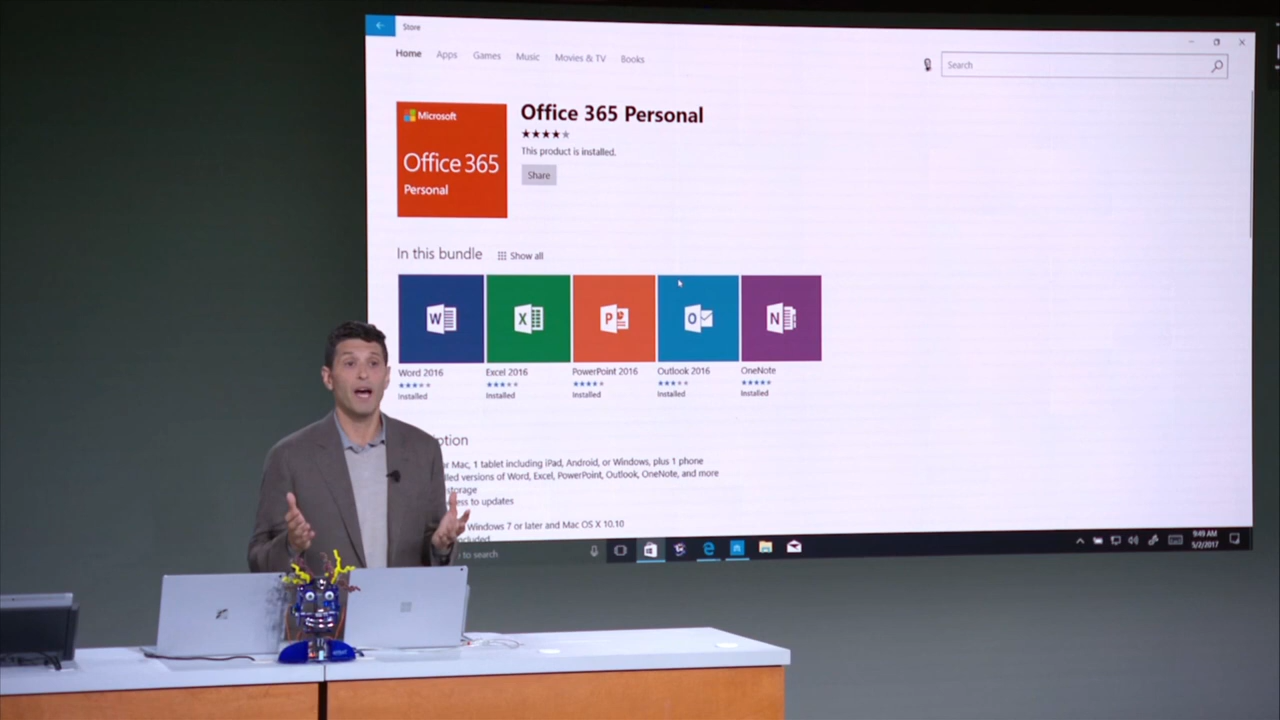 Store
Home Apps Games Music Movies & TV Books
Search
Microsoft
Office 365
Personal
Office 365 Personal
This product is installed.
Share
In this bundle Show all
W X P O N
Word 2016 Excel 2016 PowerPoint 2016 Outlook 2016 OneNote
Installed Installed Installed Installed Installed
ption
or Mac, 1 tablet including iPad, Android, or Windows, plus 1 phone
lled versions of Word, Excel, PowerPoint, Outlook, OneNote, and more
storage
ess to updates
Windows 7 or later and Mac OS X 10.10
included
to search
9:49 AM
5/2/2017